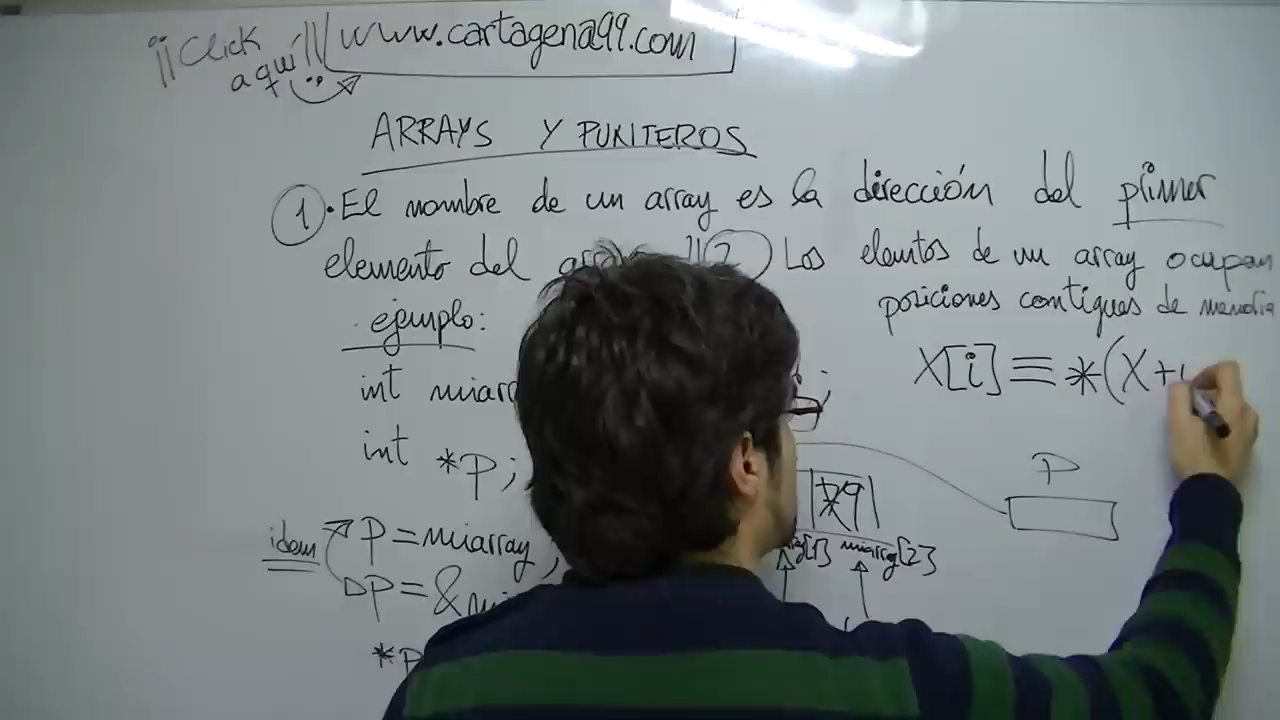 ¡¡Click aquí!!! www.cartagena99.com
ARRAYS Y PUNTEROS
1 • El nombre de un array es la dirección del primer
elemento del array // 2 Los elemtos de un array ocupan
ejemplo: posiciones contiguas de memoria
int miarr X[i] ≡ *(X+
int *P; P
*9
idem P = miarray miarray[2]
P = &mi
*P